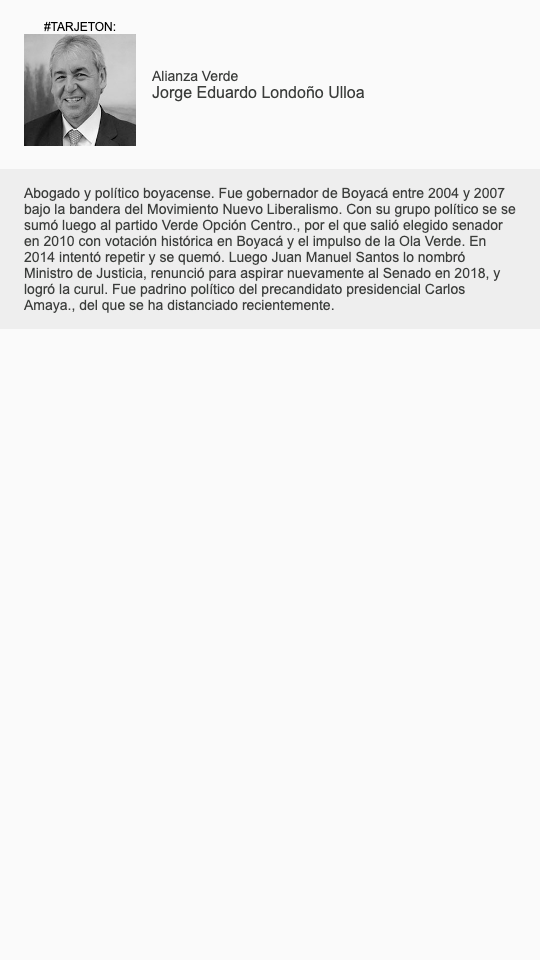 #TARJETON:
Alianza Verde
Jorge Eduardo Londoño Ulloa
Abogado y político boyacense. Fue gobernador de Boyacá entre 2004 y 2007
bajo la bandera del Movimiento Nuevo Liberalismo. Con su grupo político se se
sumó luego al partido Verde Opción Centro., por el que salió elegido senador
en 2010 con votación histórica en Boyacá y el impulso de la Ola Verde. En
2014 intentó repetir y se quemó. Luego Juan Manuel Santos lo nombró
Ministro de Justicia, renunció para aspirar nuevamente al Senado en 2018, y
logró la curul. Fue padrino político del precandidato presidencial Carlos
Amaya., del que se ha distanciado recientemente.